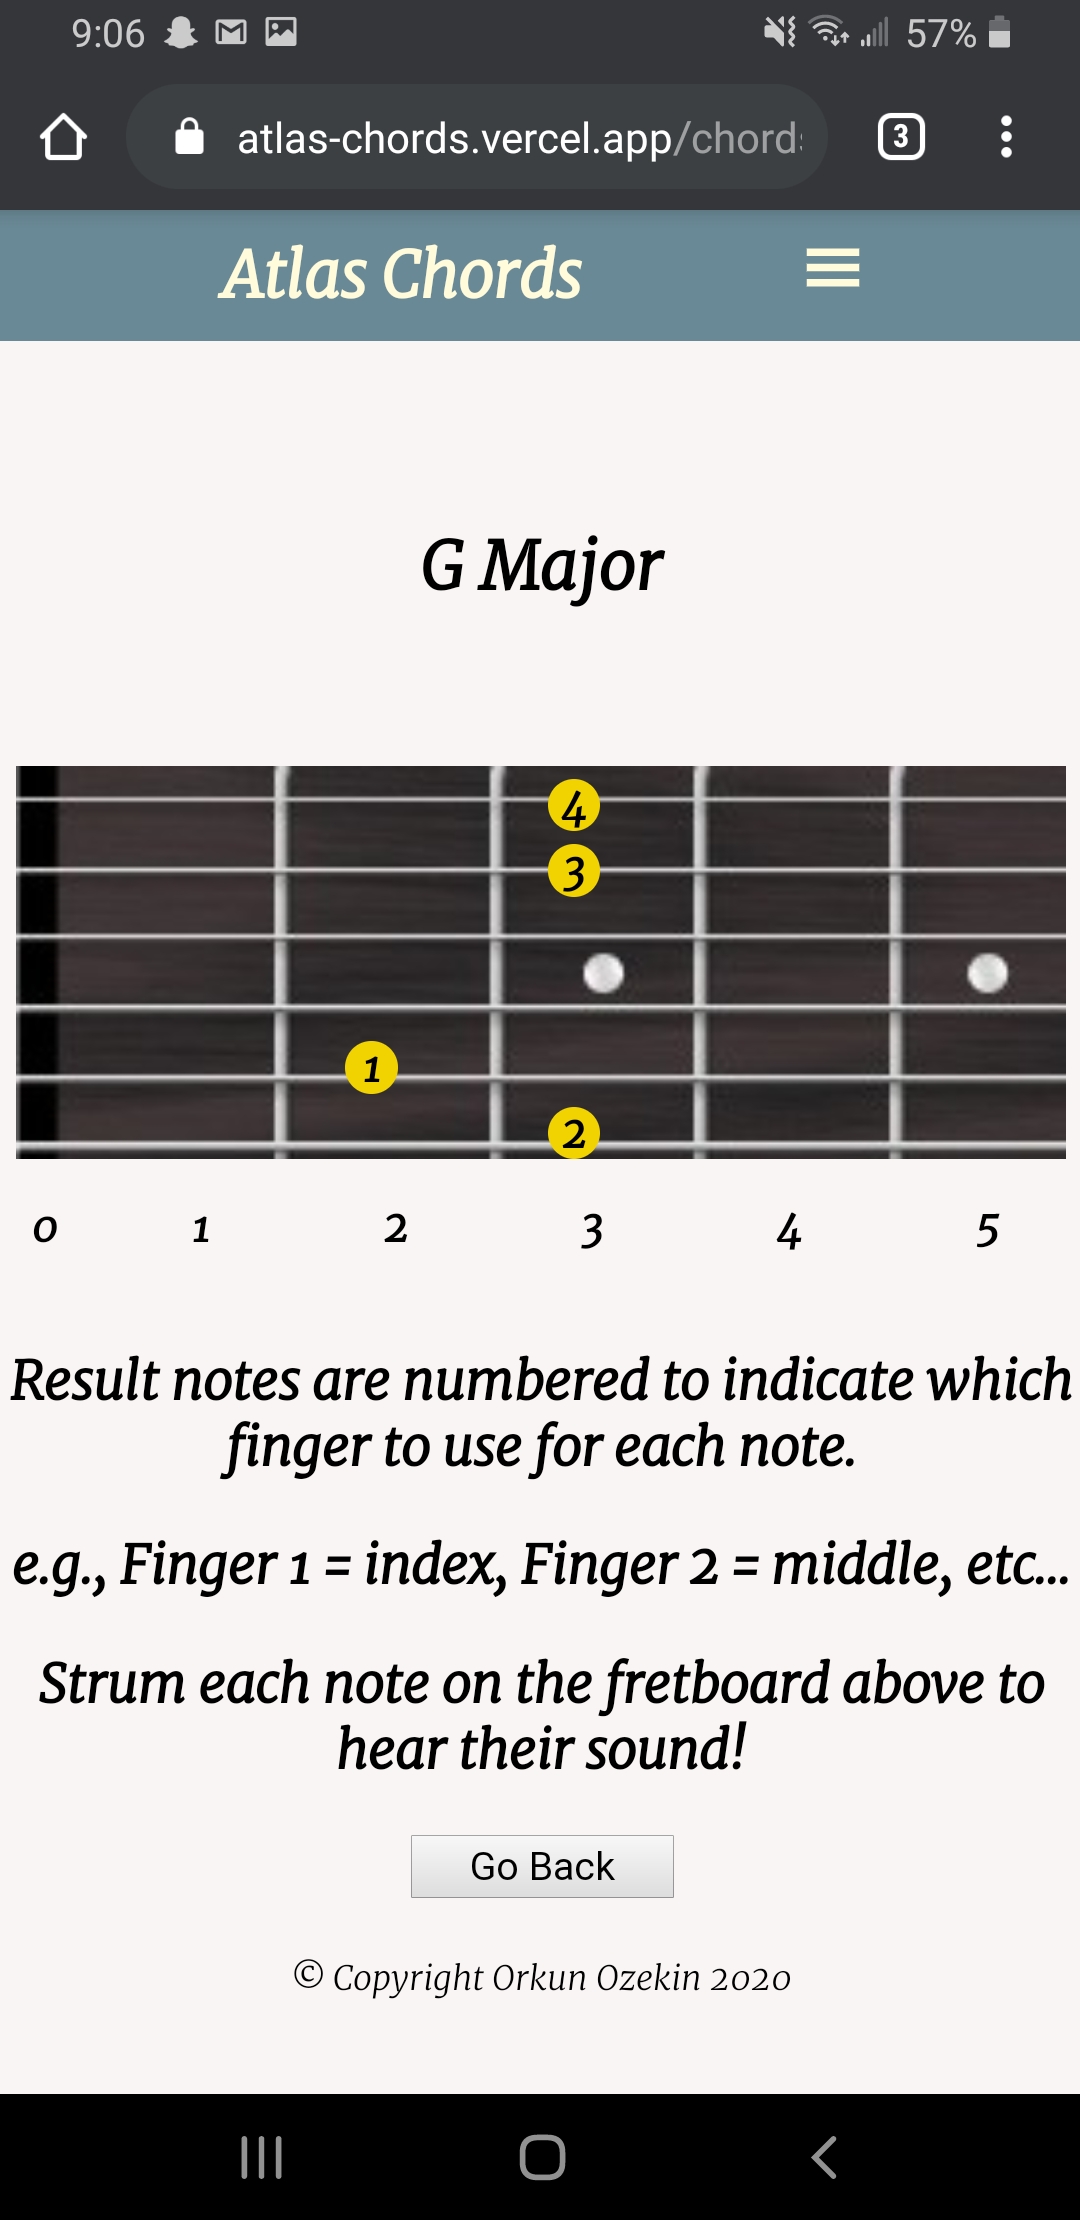 9:06
57%
atlas-chords.vercel.app/chords
3
Atlas Chords
G Major
4
3
1
2
0 1 2 3 4 5
Result notes are numbered to indicate which
finger to use for each note.
e.g., Finger 1 = index, Finger 2 = middle, etc...
Strum each note on the fretboard above to
hear their sound!
Go Back
© Copyright Orkun Ozekin 2020